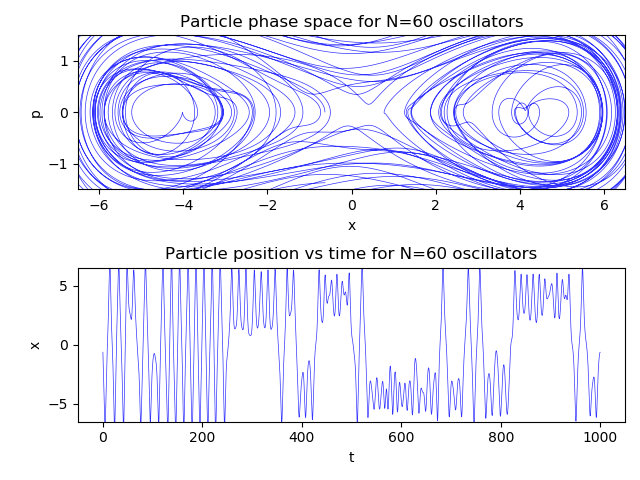 Particle phase space for N=60 oscillators
1
0
−1
p
−6 −4 −2 0 2 4 6
x
Particle position vs time for N=60 oscillators
5
0
−5
x
0 200 400 600 800 1000
t